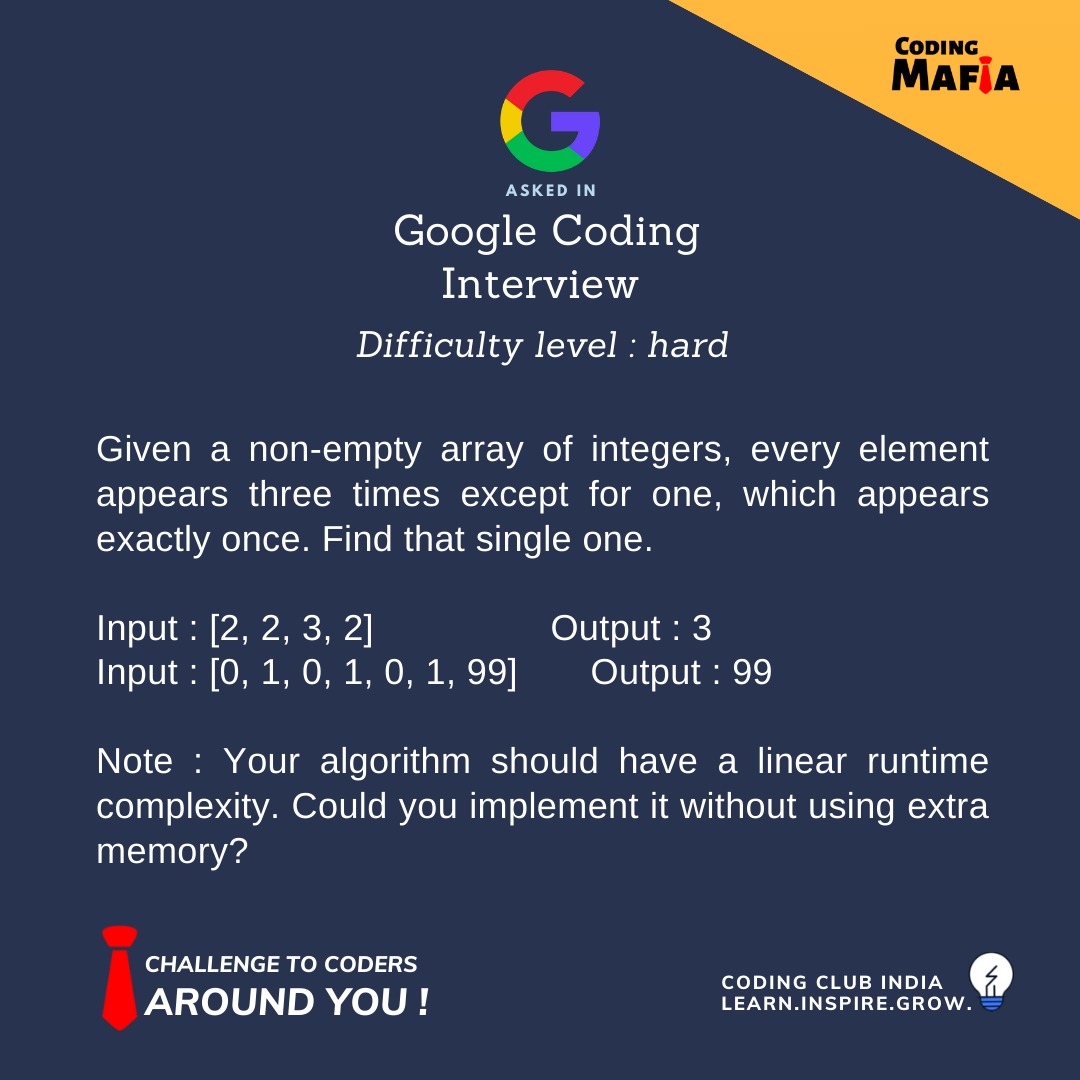 CODING
MAFIA
G
ASKED IN
Google Coding
Interview
Difficulty level : hard
Given a non-empty array of integers, every element
appears three times except for one, which appears
exactly once. Find that single one.
Input : [2, 2, 3, 2] Output : 3
Input : [0, 1, 0, 1, 0, 1, 99] Output : 99
Note : Your algorithm should have a linear runtime
complexity. Could you implement it without using extra
memory?
CHALLENGE TO CODERS
AROUND YOU !
CODING CLUB INDIA
LEARN.INSPIRE.GROW.